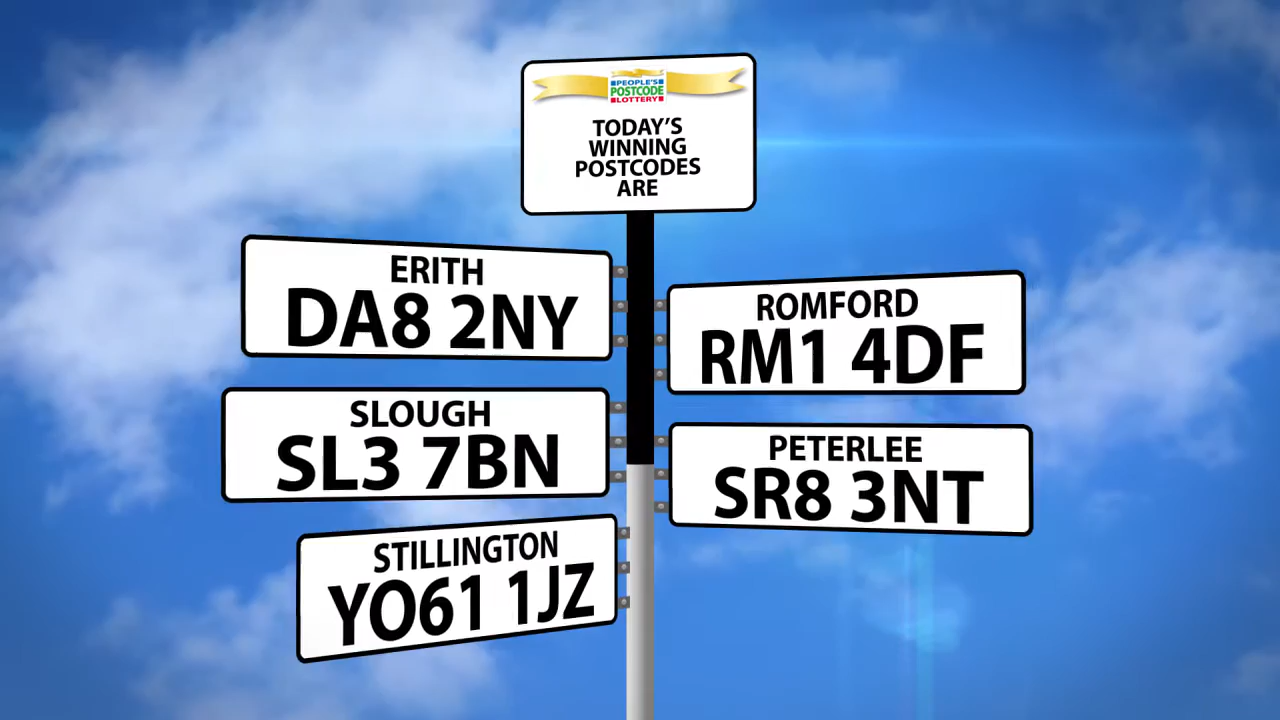 PEOPLE'S
POSTCODE
LOTTERY
TODAY'S
WINNING
POSTCODES
ARE
ERITH
DA8 2NY
ROMFORD
RM1 4DF
SLOUGH
SL3 7BN
PETERLEE
SR8 3NT
STILLINGTON
YO61 1JZ